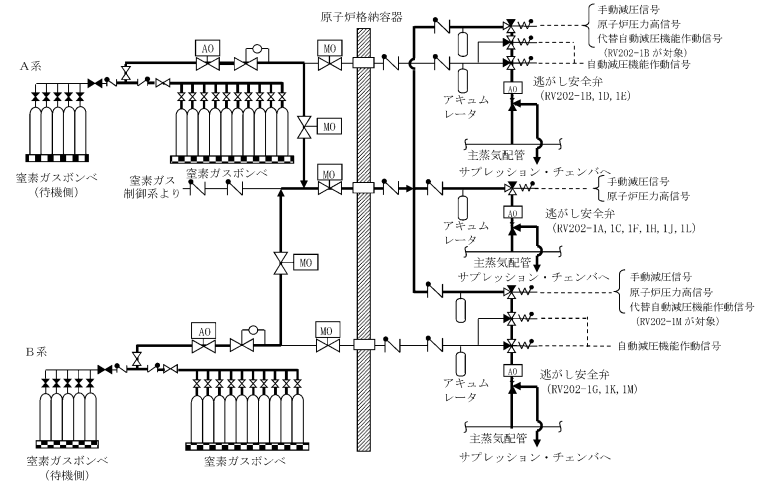 原子炉格納容器
手動減圧信号
原子炉圧力高信号
代替自動減圧機能作動信号
(RV202-1Bが対象)
自動減圧機能作動信号
AO
MO
A系
アキュム
レータ
AO
逃がし安全弁
(RV202-1B, 1D, 1E)
MO
主蒸気配管
サプレッション・チェンバへ
窒素ガスボンベ
(待機側)
窒素ガスボンベ
窒素ガス
制御系より
MO
手動減圧信号
原子炉圧力高信号
アキュム
レータ
AO
逃がし安全弁
(RV202-1A, 1C, 1F, 1H, 1J, 1L)
MO
主蒸気配管
サプレッション・チェンバへ
手動減圧信号
原子炉圧力高信号
代替自動減圧機能作動信号
(RV202-1Mが対象)
自動減圧機能作動信号
B系
AO
MO
アキュム
レータ
AO
逃がし安全弁
(RV202-1G, 1K, 1M)
主蒸気配管
サプレッション・チェンバへ
窒素ガスボンベ
(待機側)
窒素ガスボンベ